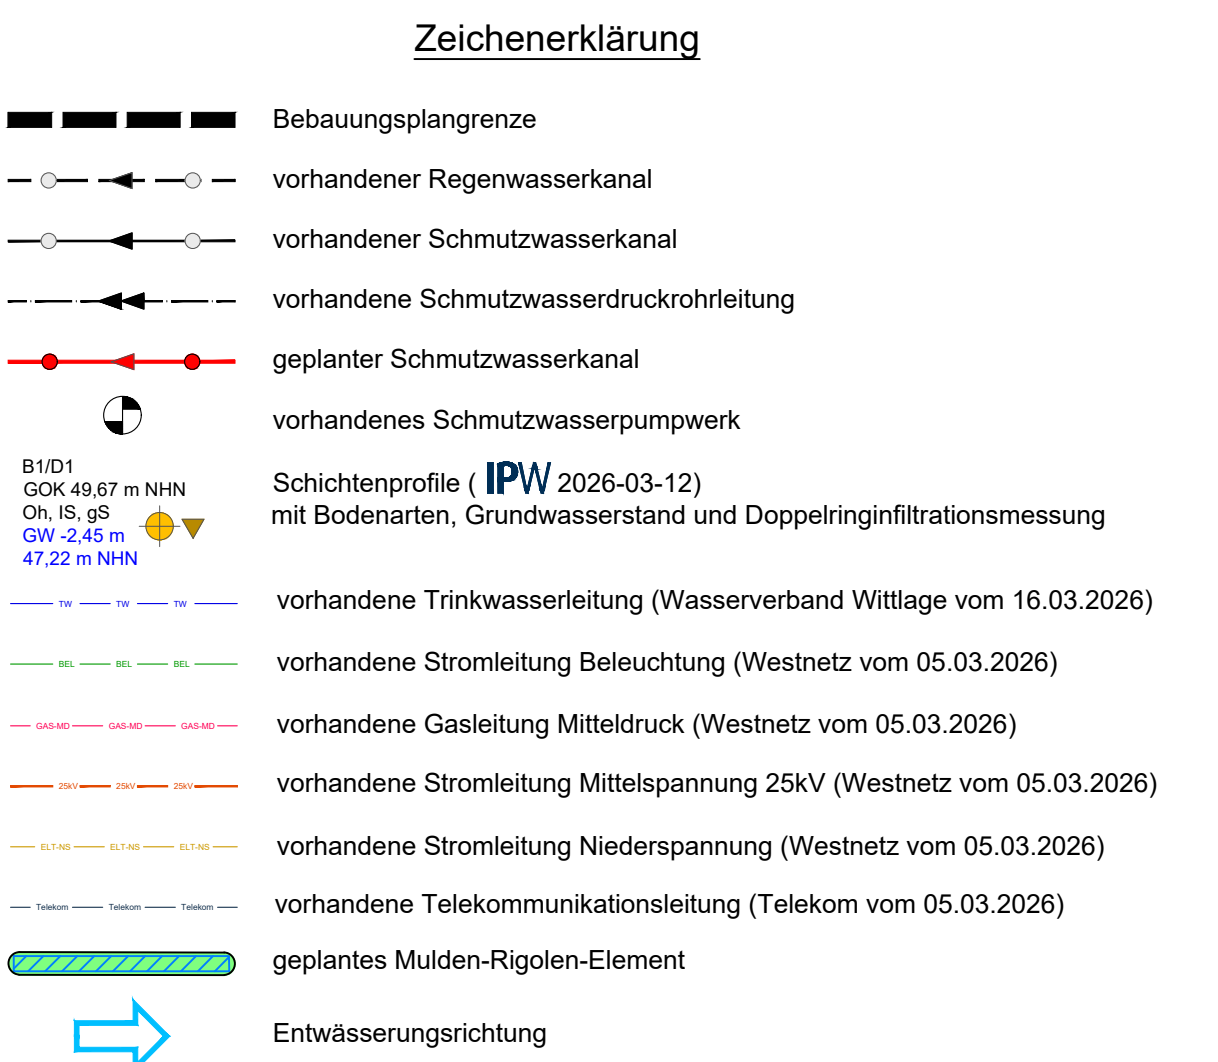 Zeichenerklärung
Bebauungsplangrenze
vorhandener Regenwasserkanal
vorhandener Schmutzwasserkanal
vorhandene Schmutzwasserdruckrohrleitung
geplanter Schmutzwasserkanal
vorhandenes Schmutzwasserpumpwerk
B1/D1
GOK 49,67 m NHN
Oh, lS, gS
GW -2,45 m
47,22 m NHN
Schichtenprofile ( IPW 2026-03-12)
mit Bodenarten, Grundwasserstand und Doppelringinfiltrationsmessung
TW TW TW vorhandene Trinkwasserleitung (Wasserverband Wittlage vom 16.03.2026)
BEL BEL BEL vorhandene Stromleitung Beleuchtung (Westnetz vom 05.03.2026)
GAS-MD GAS-MD GAS-MD vorhandene Gasleitung Mitteldruck (Westnetz vom 05.03.2026)
25kV 25kV 25kV vorhandene Stromleitung Mittelspannung 25kV (Westnetz vom 05.03.2026)
ELT-NS ELT-NS ELT-NS vorhandene Stromleitung Niederspannung (Westnetz vom 05.03.2026)
Telekom Telekom Telekom vorhandene Telekommunikationsleitung (Telekom vom 05.03.2026)
geplantes Mulden-Rigolen-Element
Entwässerungsrichtung